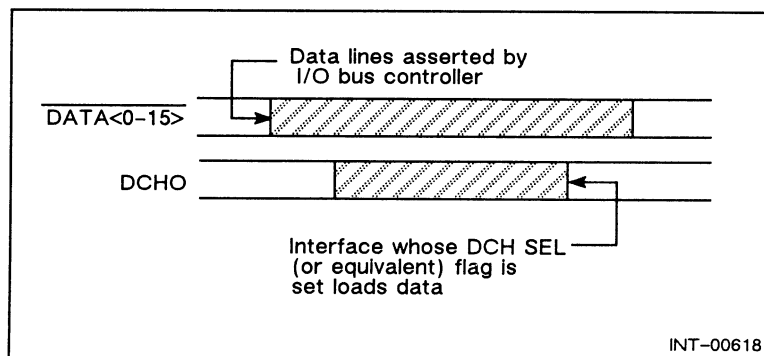 Data lines asserted by
I/O bus controller
DATA<0-15>
DCHO
Interface whose DCH SEL
(or equivalent) flag is
set loads data
INT-00618